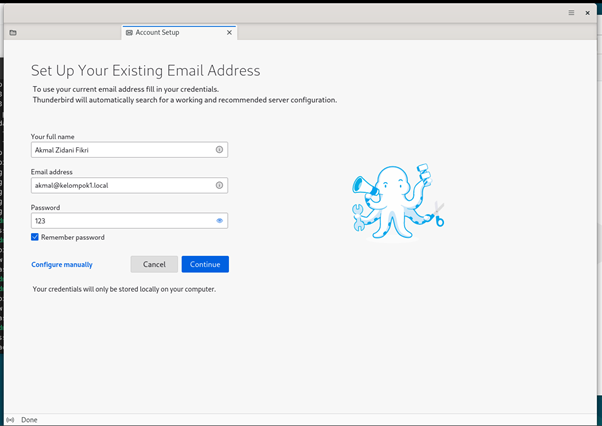 Account Setup
Set Up Your Existing Email Address
To use your current email address fill in your credentials.
Thunderbird will automatically search for a working and recommended server configuration.
Your full name
Akmal Zidani Fikri
Email address
akmal@kelompok1.local
Password
123
Remember password
Configure manually
Cancel
Continue
Your credentials will only be stored locally on your computer.
Done